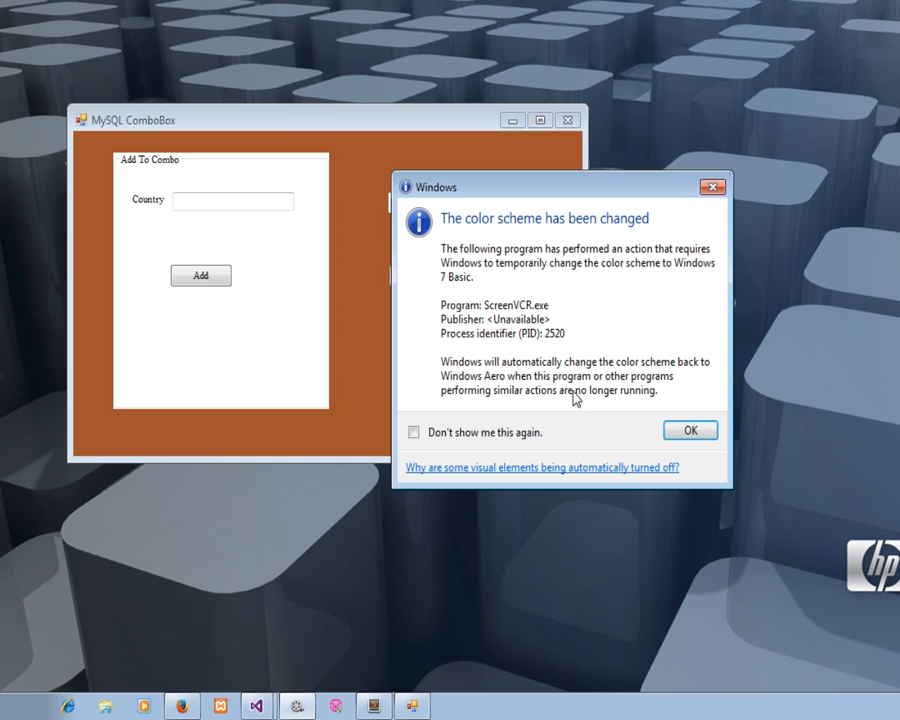 MySQL ComboBox
Add To Combo
Country
Add
Windows
The color scheme has been changed
The following program has performed an action that requires
Windows to temporarily change the color scheme to Windows
7 Basic.
Program: ScreenVCR.exe
Publisher: <Unavailable>
Process identifier (PID): 2520
Windows will automatically change the color scheme back to
Windows Aero when this program or other programs
performing similar actions are no longer running.
Don't show me this again.
OK
Why are some visual elements being automatically turned off?
hp